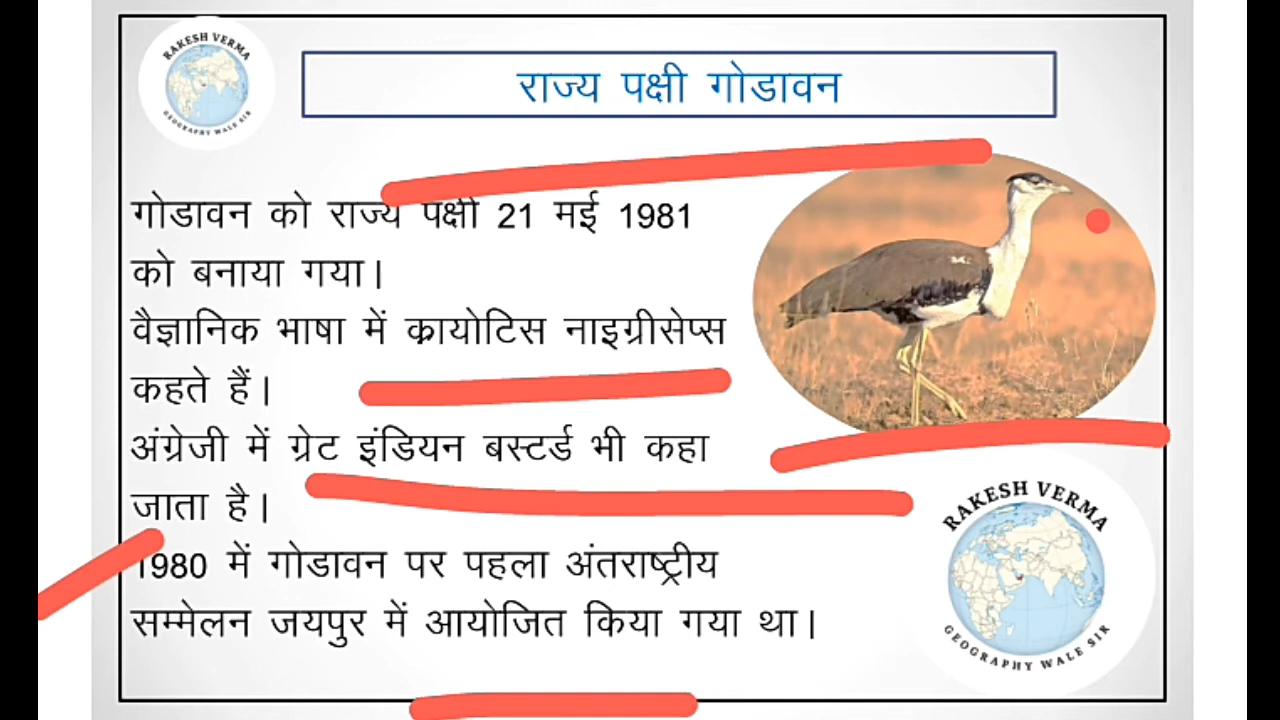 RAKESH VERMA
GEOGRAPHY WALE SIR
राज्य पक्षी गोडावन
गोडावन को राज्य पक्षी 21 मई 1981
को बनाया गया।
वैज्ञानिक भाषा में क्रायोटिस नाइग्रीसेप्स
कहते हैं।
अंग्रेजी में ग्रेट इंडियन बस्टर्ड भी कहा
जाता है।
1980 में गोडावन पर पहला अंतराष्ट्रीय
सम्मेलन जयपुर में आयोजित किया गया था।
RAKESH VERMA
GEOGRAPHY WALE SIR